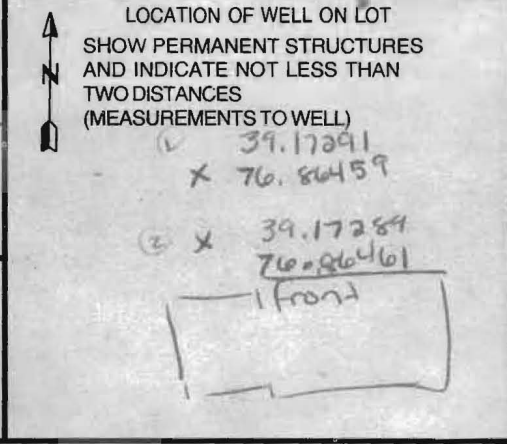 LOCATION OF WELL ON LOT
SHOW PERMANENT STRUCTURES
AND INDICATE NOT LESS THAN
TWO DISTANCES
(MEASUREMENTS TO WELL)
N
① 39.17291
X 76.86459
② X 39.17284
76.86461
front